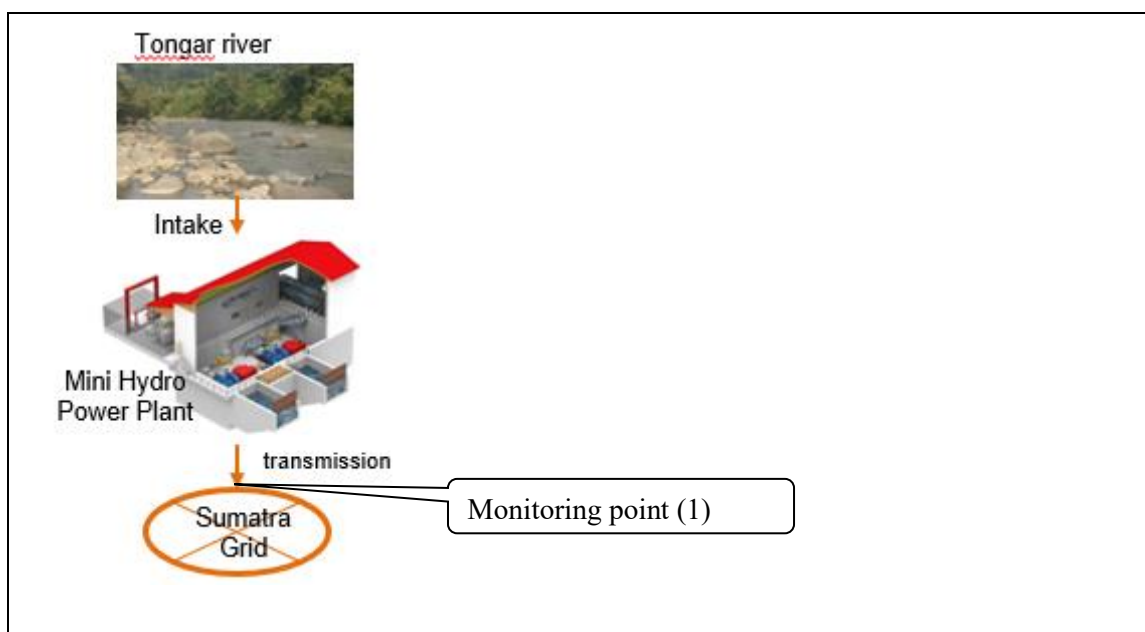 Tongar river
Intake
Mini Hydro
Power Plant
transmission
Monitoring point (1)
Sumatra
Grid